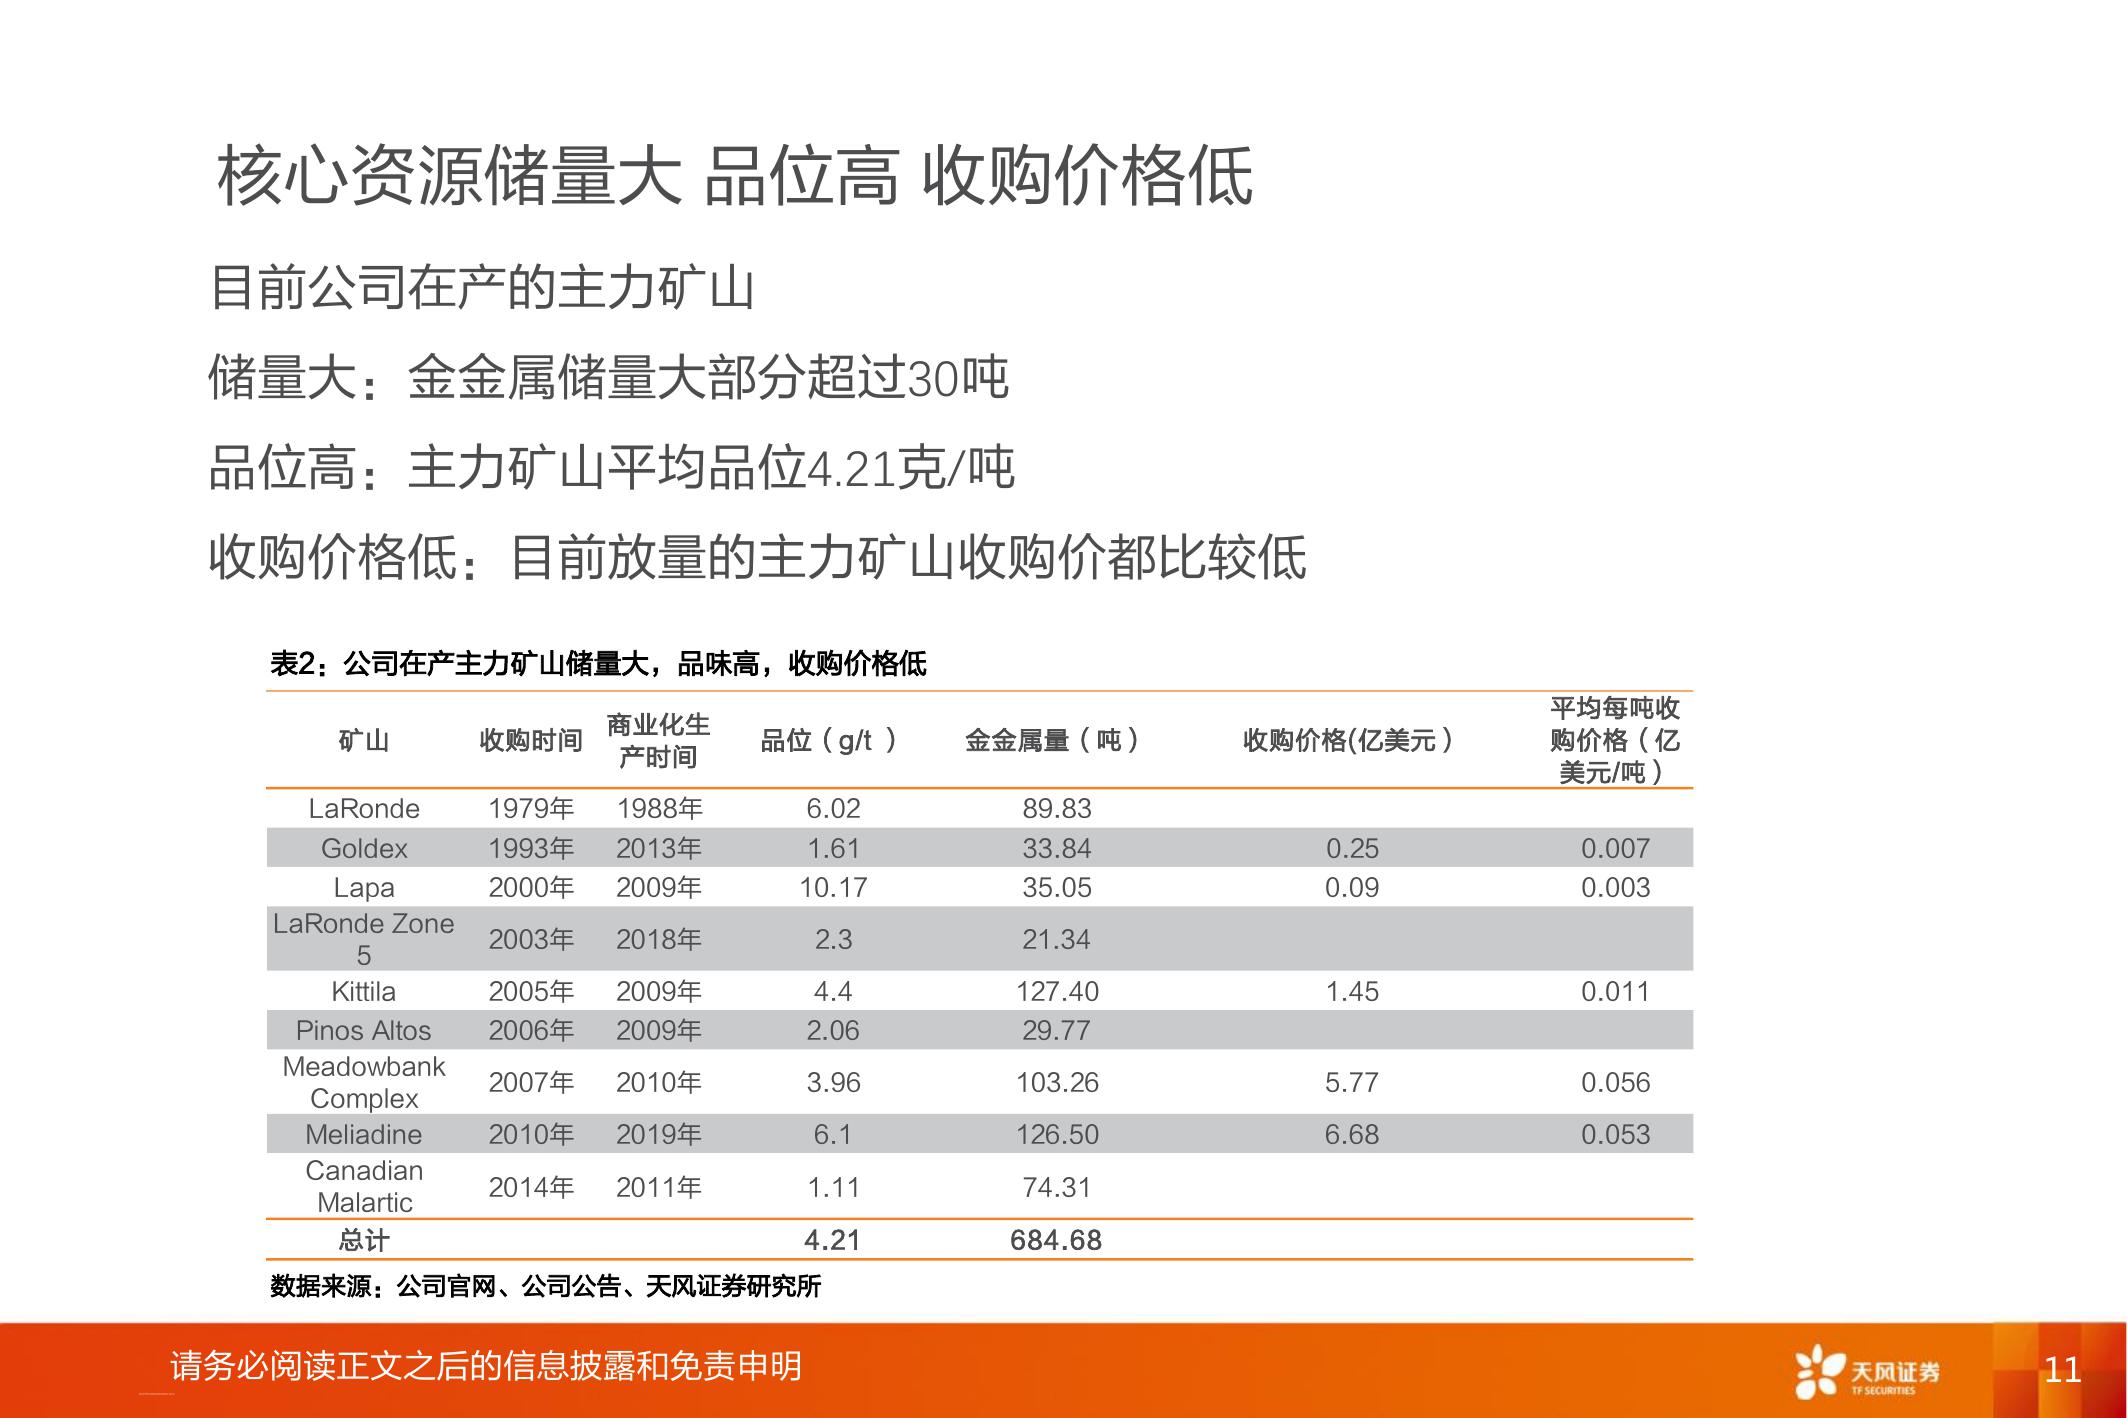 核心资源储量大 品位高 收购价格低
目前公司在产的主力矿山
储量大：金金属储量大部分超过30吨
品位高：主力矿山平均品位4.21克/吨
收购价格低：目前放量的主力矿山收购价都比较低
表2：公司在产主力矿山储量大，品味高，收购价格低
矿山 收购时间 商业化生产时间 品位（g/t ） 金金属量（吨） 收购价格(亿美元） 平均每吨收购价格（亿美元/吨）
LaRonde 1979年 1988年 6.02 89.83
Goldex 1993年 2013年 1.61 33.84 0.25 0.007
Lapa 2000年 2009年 10.17 35.05 0.09 0.003
LaRonde Zone 5 2003年 2018年 2.3 21.34
Kittila 2005年 2009年 4.4 127.40 1.45 0.011
Pinos Altos 2006年 2009年 2.06 29.77
Meadowbank Complex 2007年 2010年 3.96 103.26 5.77 0.056
Meliadine 2010年 2019年 6.1 126.50 6.68 0.053
Canadian Malartic 2014年 2011年 1.11 74.31
总计 4.21 684.68
数据来源：公司官网、公司公告、天风证券研究所
请务必阅读正文之后的信息披露和免责申明
天风证券
TF SECURITIES
11